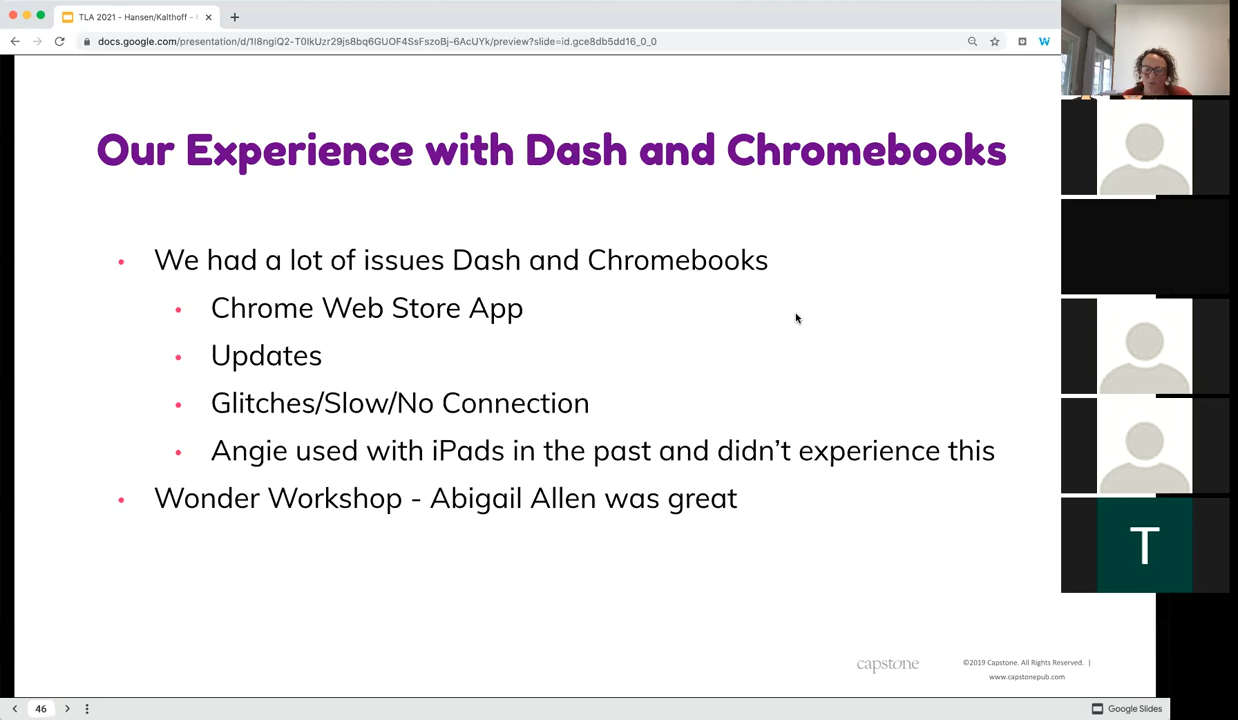 TLA 2021 - Hansen/Kalthoff -
docs.google.com/presentation/d/1I8ngiQ2-T0IkUzr29js8bq6GUOF4SsFszoBj-6AcUYk/preview?slide=id.gce8db5dd16_0_0
W
Our Experience with Dash and Chromebooks
• We had a lot of issues Dash and Chromebooks
• Chrome Web Store App
• Updates
• Glitches/Slow/No Connection
• Angie used with iPads in the past and didn't experience this
• Wonder Workshop - Abigail Allen was great
T
capstone
©2019 Capstone. All Rights Reserved. |
www.capstonepub.com
46
Google Slides